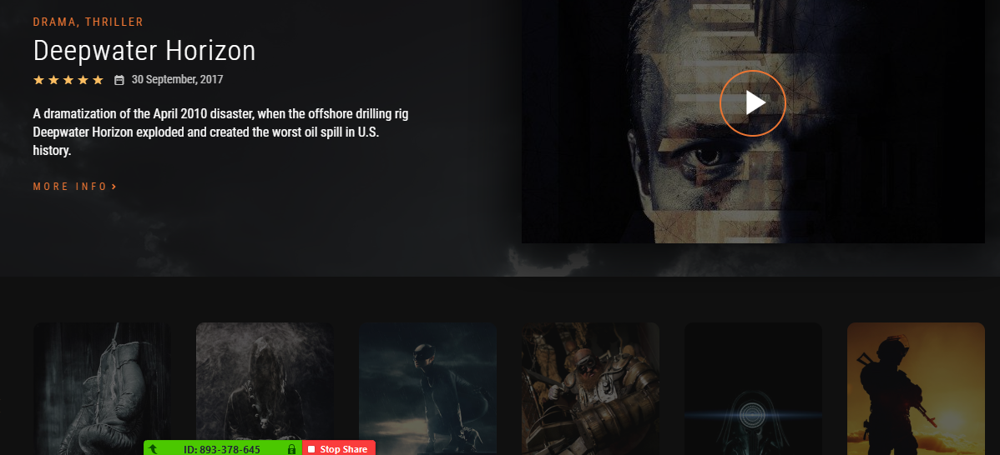 DRAMA, THRILLER
Deepwater Horizon
30 September, 2017
A dramatization of the April 2010 disaster, when the offshore drilling rig
Deepwater Horizon exploded and created the worst oil spill in U.S.
history.
MORE INFO
ID: 893-378-645
Stop Share